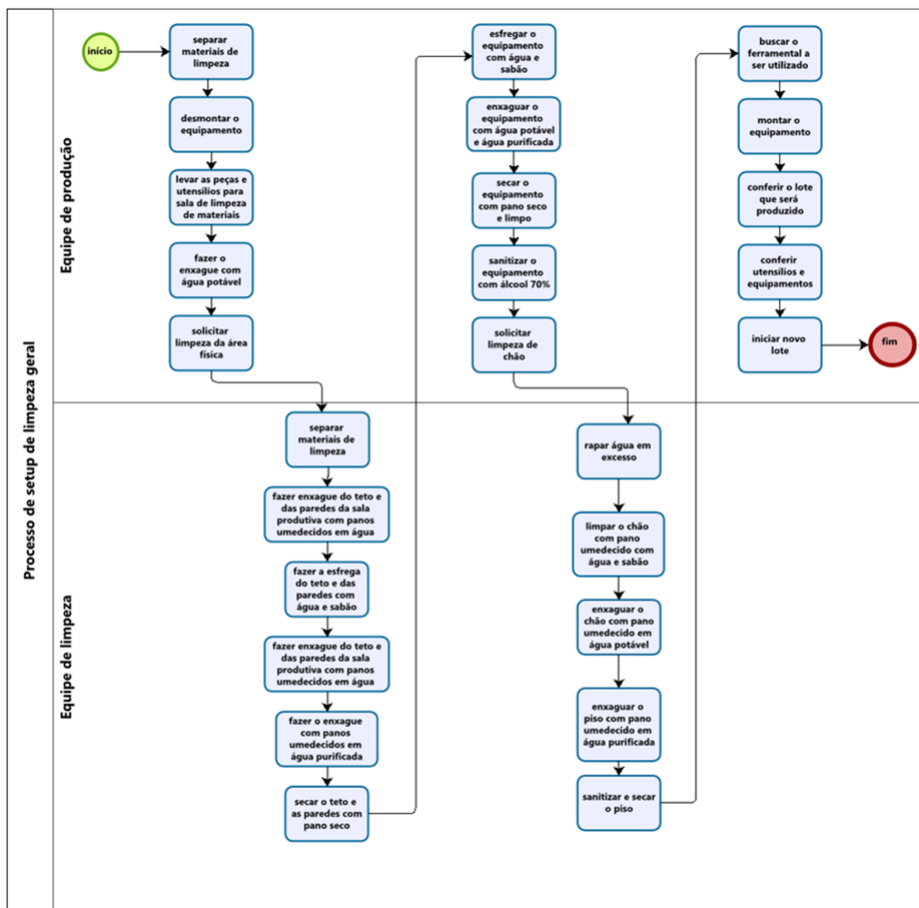 Processo de setup de limpeza geral
Equipe de produção
início
separar
materiais de
limpeza
desmontar o
equipamento
levar as peças e
utensílios para
sala de limpeza
de materiais
fazer o
enxague com
água potável
solicitar
limpeza da área
física
Equipe de limpeza
separar
materiais de
limpeza
fazer enxague do teto e
das paredes da sala
produtiva com panos
umedecidos em água
fazer a esfrega
do teto e das
paredes com
água e sabão
fazer enxague do teto e
das paredes da sala
produtiva com panos
umedecidos em água
fazer o enxague
com panos
umedecidos em
água purificada
secar o teto e
as paredes com
pano seco
esfregar o
equipamento
com água e
sabão
enxaguar o
equipamento
com água potável
e água purificada
secar o
equipamento
com pano seco
e limpo
sanitizar o
equipamento
com álcool 70%
solicitar
limpeza de
chão
rapar água em
excesso
limpar o chão
com pano
umedecido com
água e sabão
enxaguar o
chão com pano
umedecido em
água potável
enxaguar o
piso com pano
umedecido em
água purificada
sanitizar e secar
o piso
buscar o
ferramental a
ser utilizado
montar o
equipamento
conferir o lote
que será
produzido
conferir
utensílios e
equipamentos
iniciar novo
lote
fim